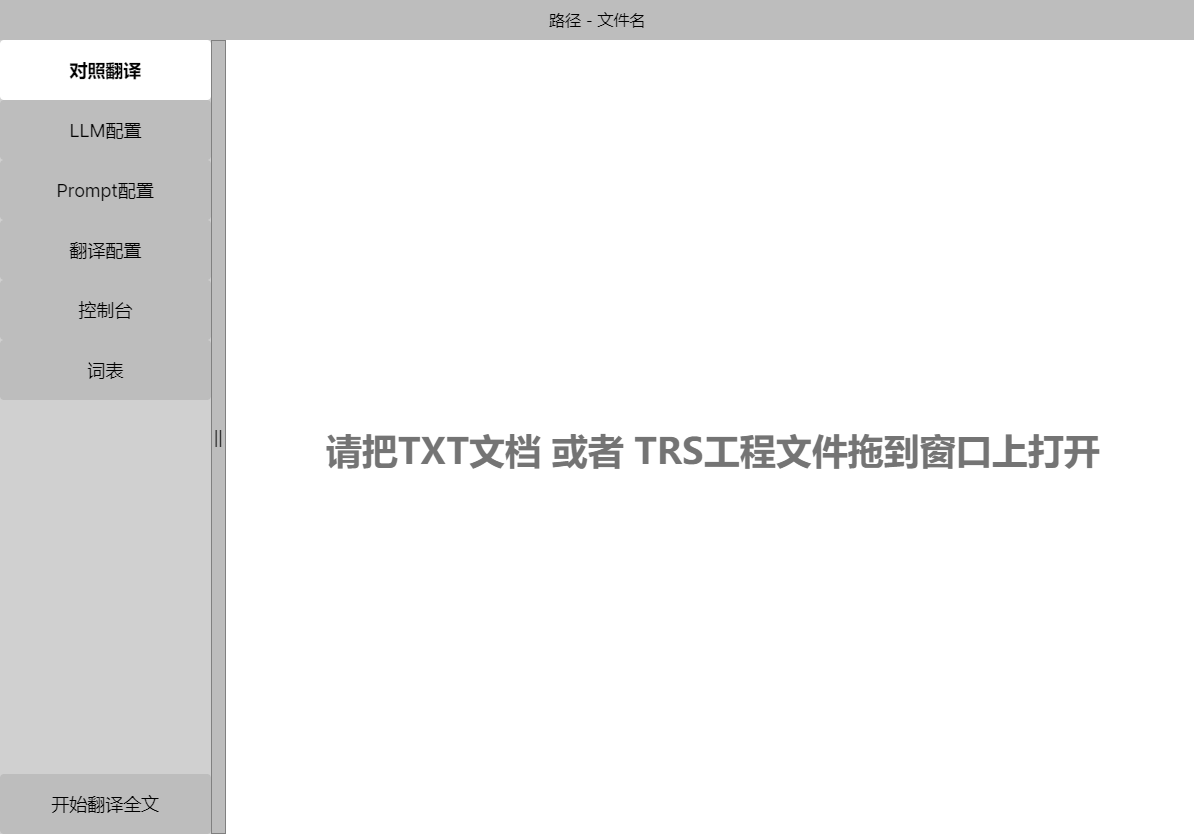 路径 - 文件名
对照翻译
LLM配置
Prompt配置
翻译配置
控制台
词表
||
请把TXT文档 或者 TRS工程文件拖到窗口上打开
开始翻译全文